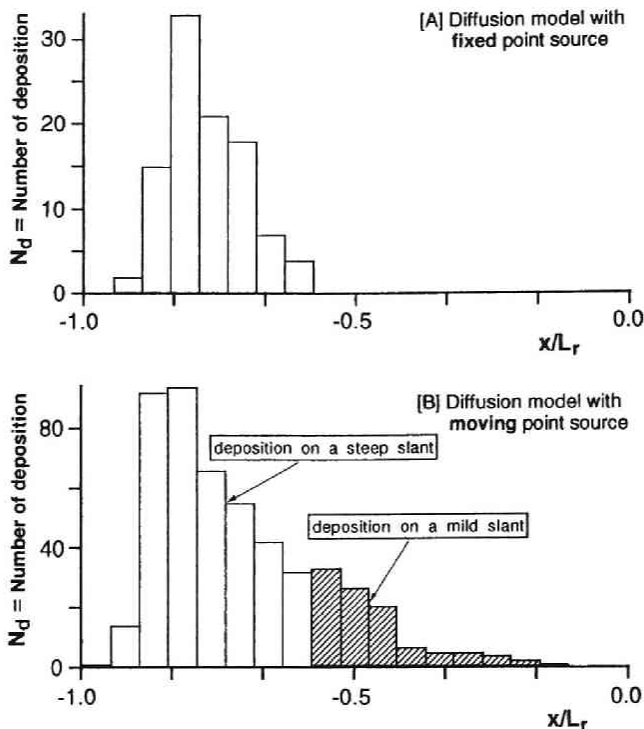 [A] Diffusion model with
fixed point source
N_d = Number of deposition
30
20
10
0
-1.0
-0.5
0.0
x/L_r
[B] Diffusion model with
moving point source
N_d = Number of deposition
deposition on a steep slant
deposition on a mild slant
80
40
0
-1.0
-0.5
0.0
x/L_r